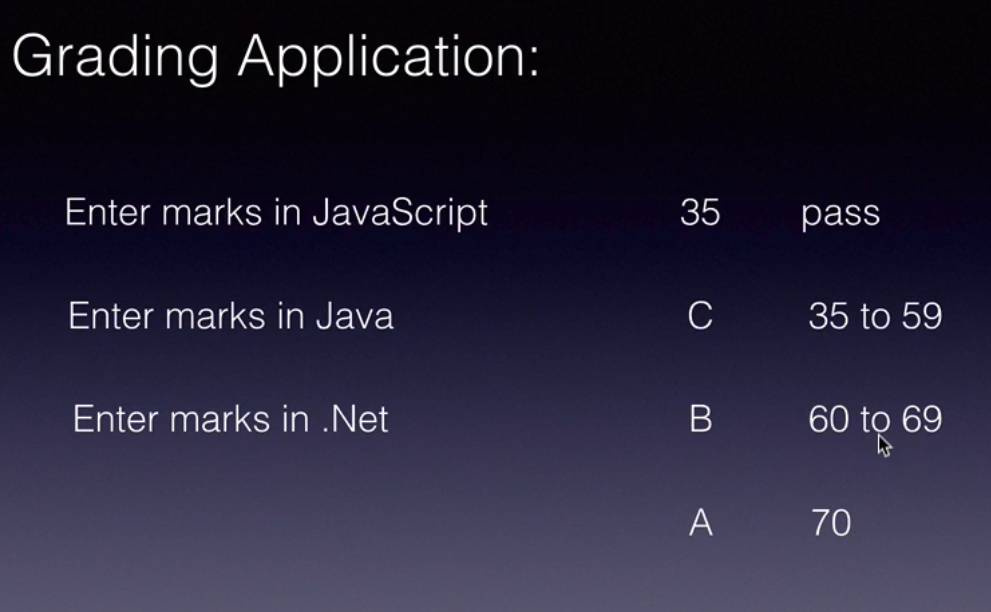 Grading Application:
Enter marks in JavaScript 35 pass
Enter marks in Java C 35 to 59
Enter marks in .Net B 60 to 69
A 70